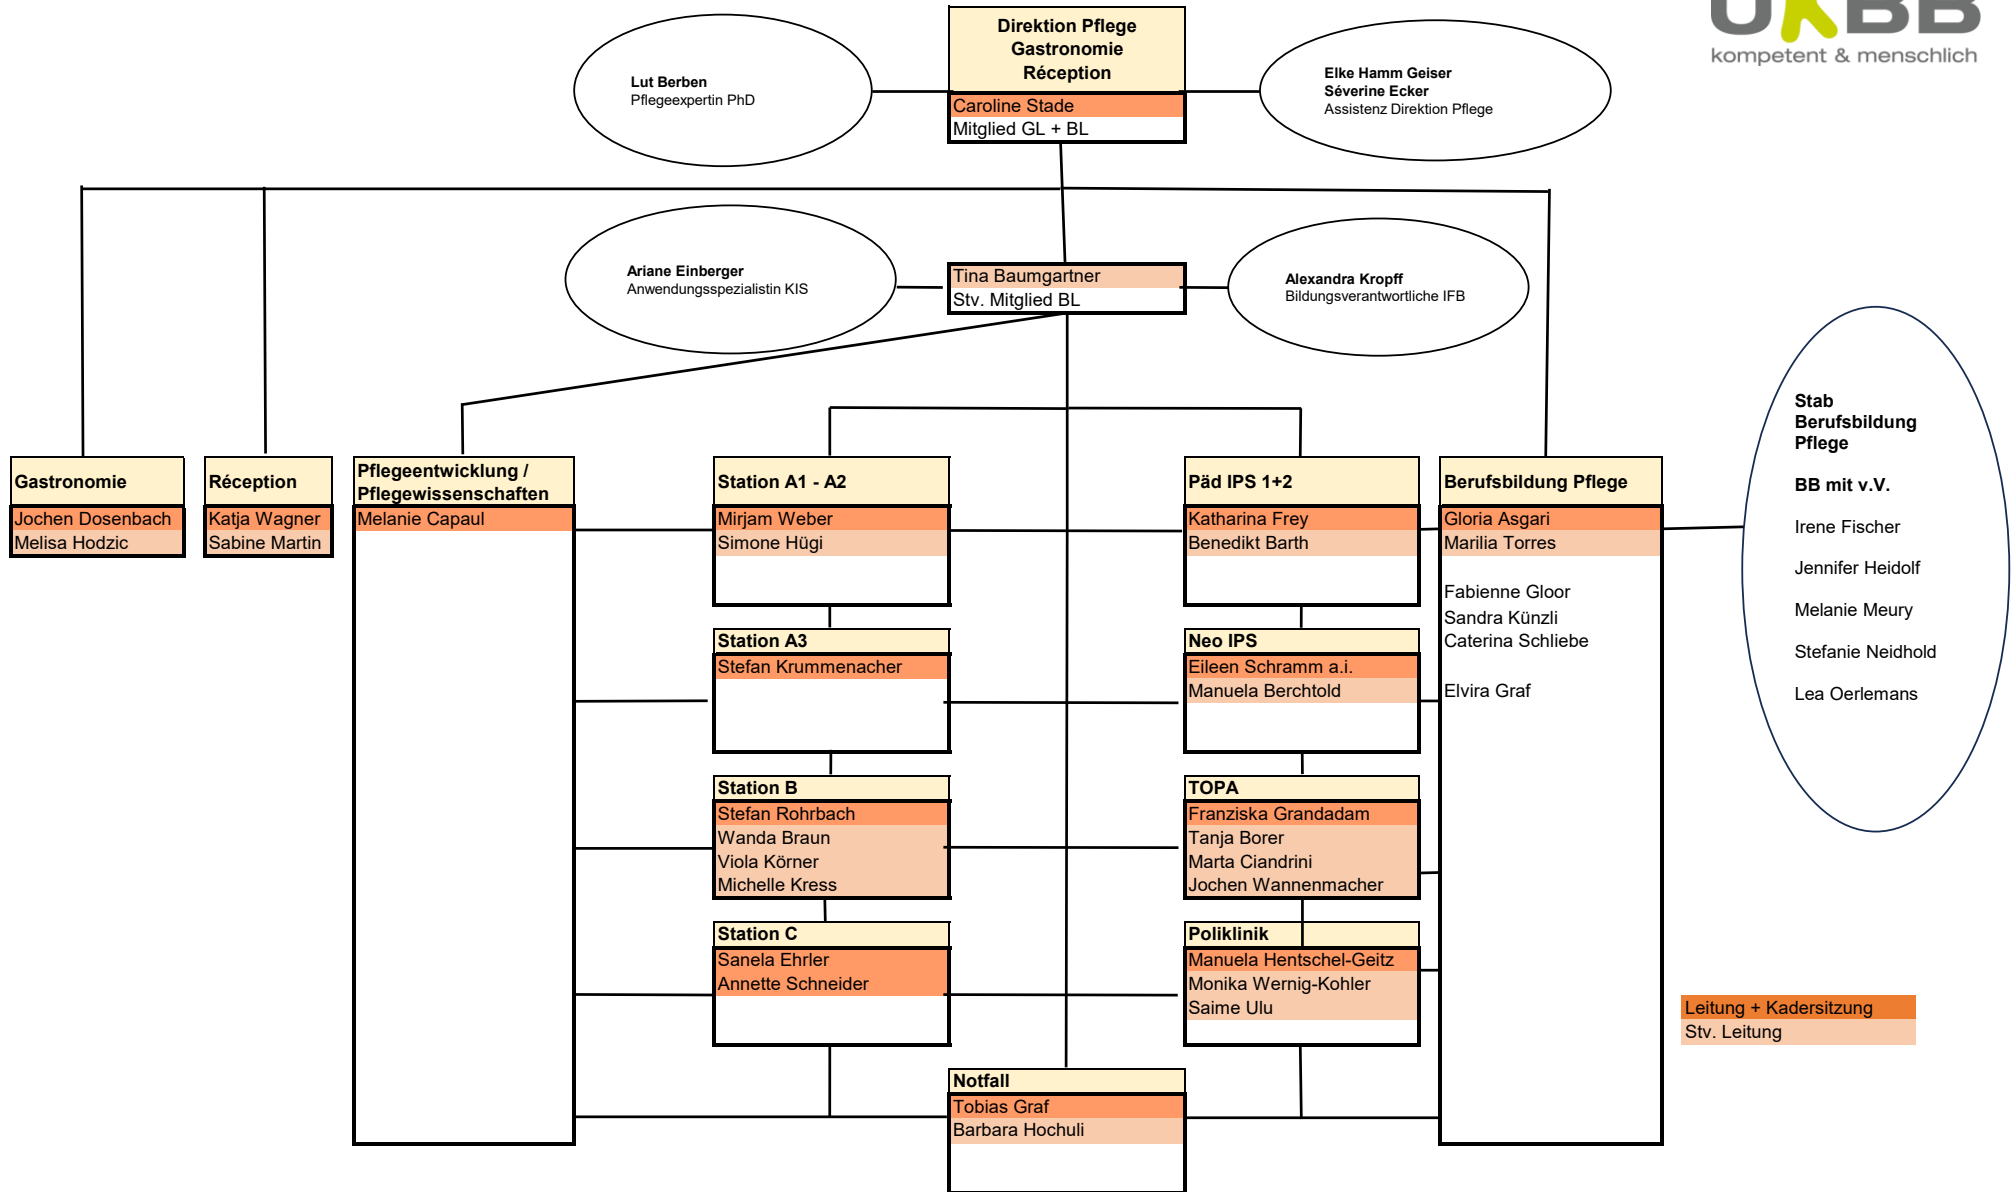 UKBB
kompetent & menschlich
Direktion Pflege
Gastronomie
Réception
Caroline Stade
Mitglied GL + BL
Lut Berben
Pflegeexpertin PhD
Elke Hamm Geiser
Séverine Ecker
Assistenz Direktion Pflege
Ariane Einberger
Anwendungsspezialistin KIS
Tina Baumgartner
Stv. Mitglied BL
Alexandra Kropff
Bildungsverantwortliche IFB
Gastronomie
Jochen Dosenbach
Melisa Hodzic
Réception
Katja Wagner
Sabine Martin
Pflegeentwicklung /
Pflegewissenschaften
Melanie Capaul
Station A1 - A2
Mirjam Weber
Simone Hügi
Station A3
Stefan Krummenacher
Station B
Stefan Rohrbach
Wanda Braun
Viola Körner
Michelle Kress
Station C
Sanela Ehrler
Annette Schneider
Päd IPS 1+2
Katharina Frey
Benedikt Barth
Neo IPS
Eileen Schramm a.i.
Manuela Berchtold
TOPA
Franziska Grandadam
Tanja Borer
Marta Ciandrini
Jochen Wannenmacher
Poliklinik
Manuela Hentschel-Geitz
Monika Wernig-Kohler
Saime Ulu
Notfall
Tobias Graf
Barbara Hochuli
Berufsbildung Pflege
Gloria Asgari
Marilia Torres
Fabienne Gloor
Sandra Künzli
Caterina Schliebe
Elvira Graf
Stab
Berufsbildung
Pflege
BB mit v.V.
Irene Fischer
Jennifer Heidolf
Melanie Meury
Stefanie Neidhold
Lea Oerlemans
Leitung + Kadersitzung
Stv. Leitung